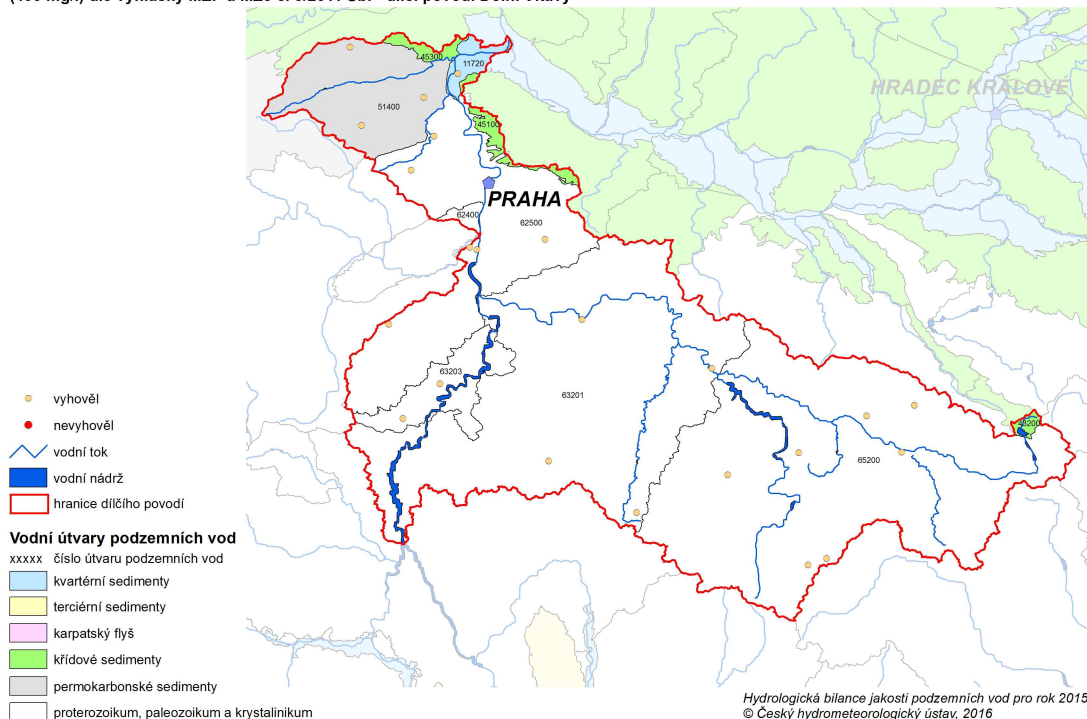 HRADEC KRÁLOVÉ
45300
11720
51400
45100
PRAHA
62400
62500
63203
63201
43200
65200
vyhověl
nevyhověl
vodní tok
vodní nádrž
hranice dílčího povodí
Vodní útvary podzemních vod
xxxxx číslo útvaru podzemních vod
kvartérní sedimenty
terciérní sedimenty
karpatský flyš
křídové sedimenty
permokarbonské sedimenty
proterozoikum, paleozoikum a krystalinikum
Hydrologická bilance jakosti podzemních vod pro rok 2015
© Český hydrometeorologický ústav, 2016